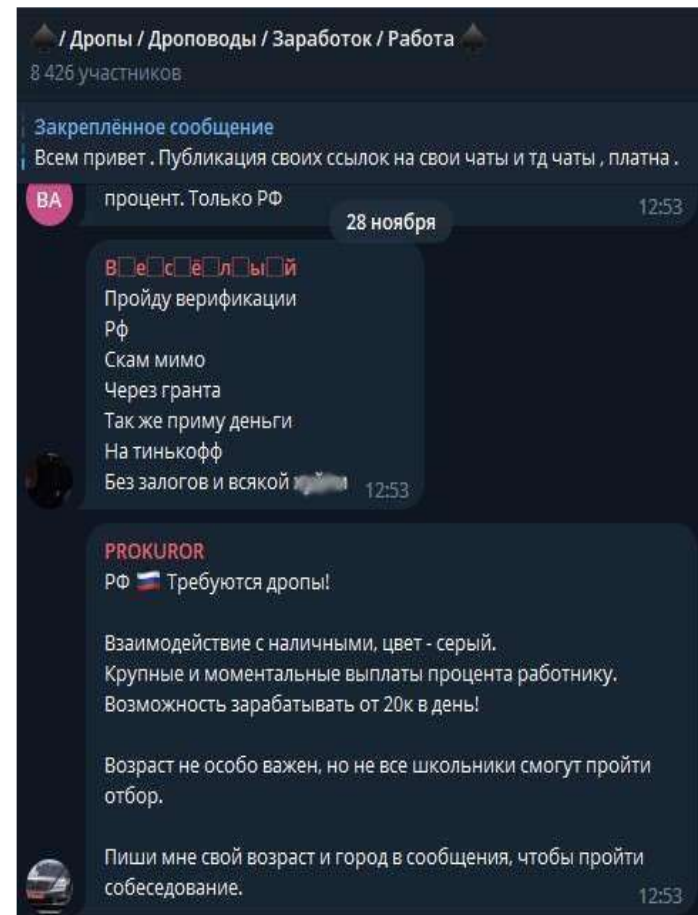 / Дропы / Дроповоды / Заработок / Работа
8 426 участников
Закреплённое сообщение
Всем привет . Публикация своих ссылок на свои чаты и тд чаты , платна .
ВА
процент. Только РФ
12:53
28 ноября
В□е□с□ё□л□ы□й
Пройду верификации
Рф
Скам мимо
Через гранта
Так же приму деньги
На тинькофф
Без залогов и всякой
12:53
PROKUROR
РФ 🇷🇺 Требуются дропы!
Взаимодействие с наличными, цвет - серый.
Крупные и моментальные выплаты процента работнику.
Возможность зарабатывать от 20к в день!
Возраст не особо важен, но не все школьники смогут пройти
отбор.
Пиши мне свой возраст и город в сообщения, чтобы пройти
собеседование.
12:53